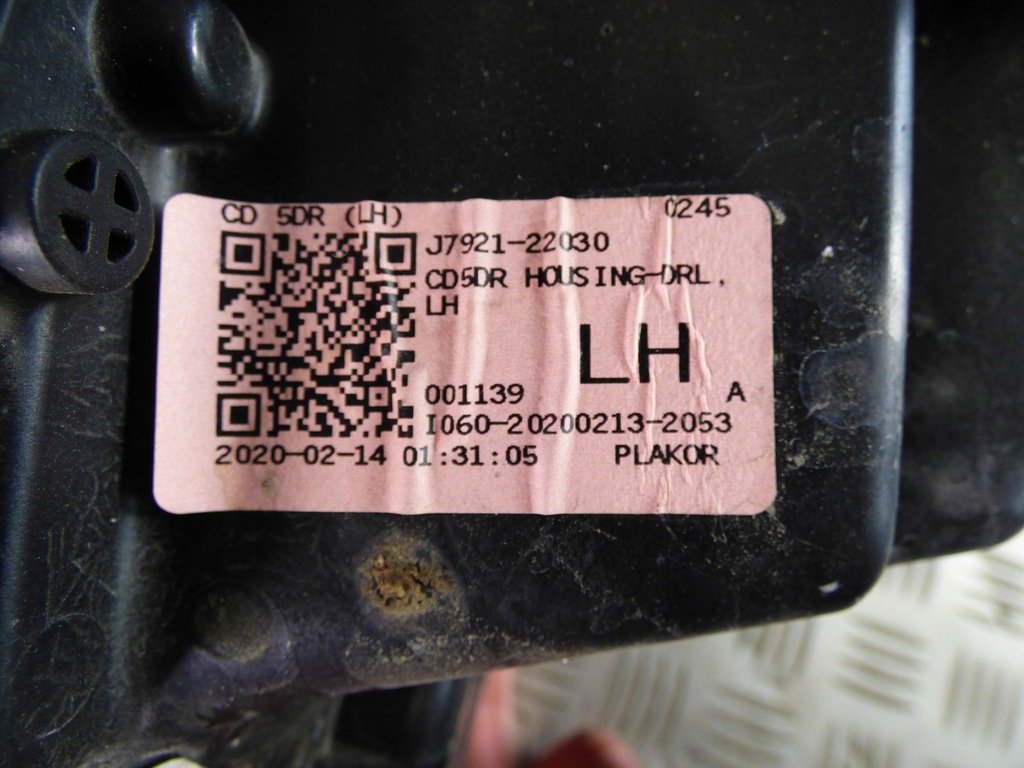 CD 5DR (LH) 0245
J7921-22030
CD5DR HOUSING-DRL,
LH
LH
001139 A
I060-20200213-2053
2020-02-14 01:31:05 PLAKOR